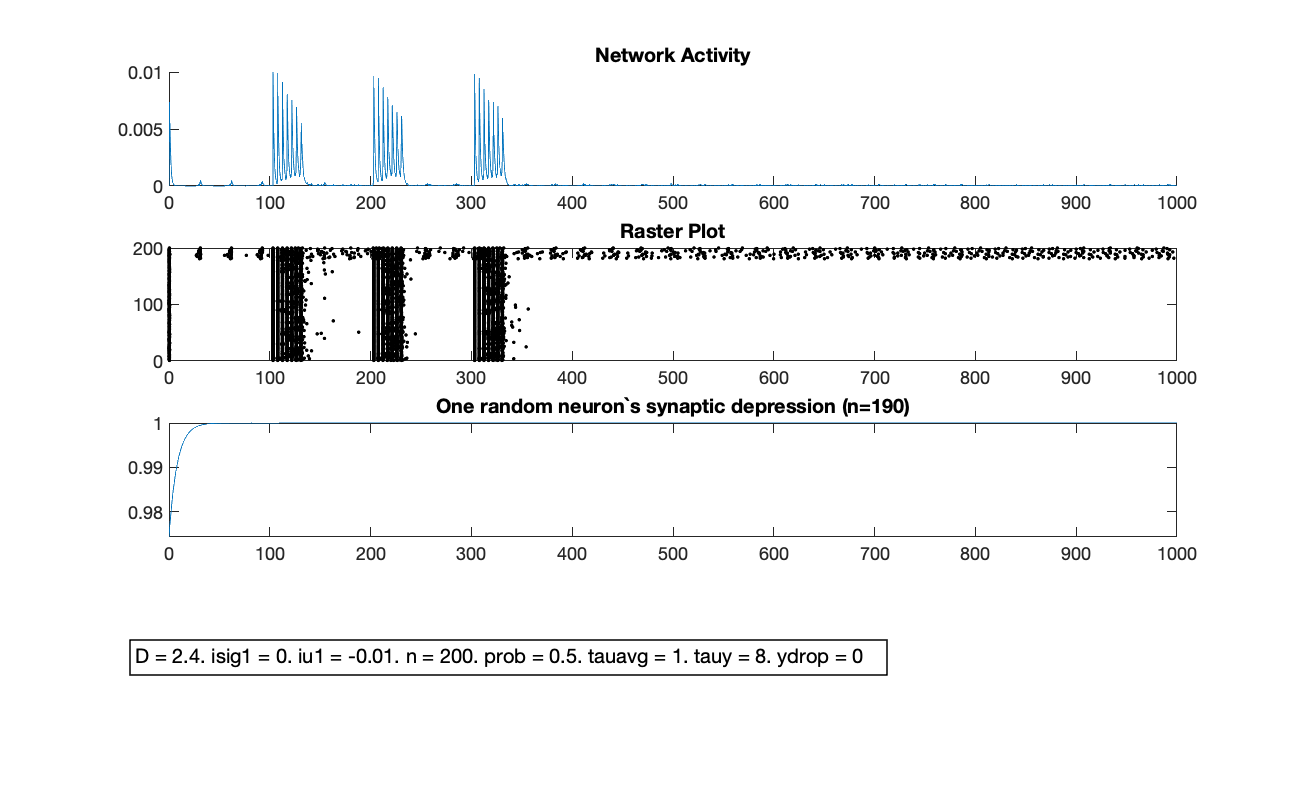 Network Activity
0.01
0.005
0
0 100 200 300 400 500 600 700 800 900 1000
Raster Plot
200
100
0
0 100 200 300 400 500 600 700 800 900 1000
One random neuron`s synaptic depression (n=190)
1
0.99
0.98
0 100 200 300 400 500 600 700 800 900 1000
D = 2.4. isig1 = 0. iu1 = -0.01. n = 200. prob = 0.5. tauavg = 1. tauy = 8. ydrop = 0